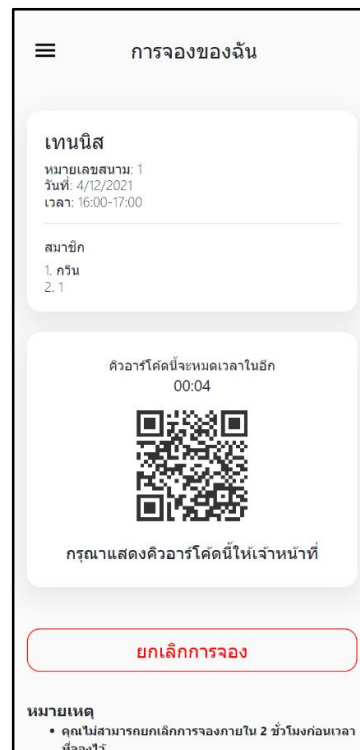 การจองของฉัน
เทนนิส
หมายเลขสนาม: 1
วันที่: 4/12/2021
เวลา: 16:00-17:00
สมาชิก
1. กวิน
2. 1
คิวอาร์โค้ดนี้จะหมดเวลาในอีก
00:04
กรุณาแสดงคิวอาร์โค้ดนี้ให้เจ้าหน้าที่
ยกเลิกการจอง
หมายเหตุ
• คุณไม่สามารถยกเลิกการจองภายใน 2 ชั่วโมงก่อนเวลา
ที่จองไว้